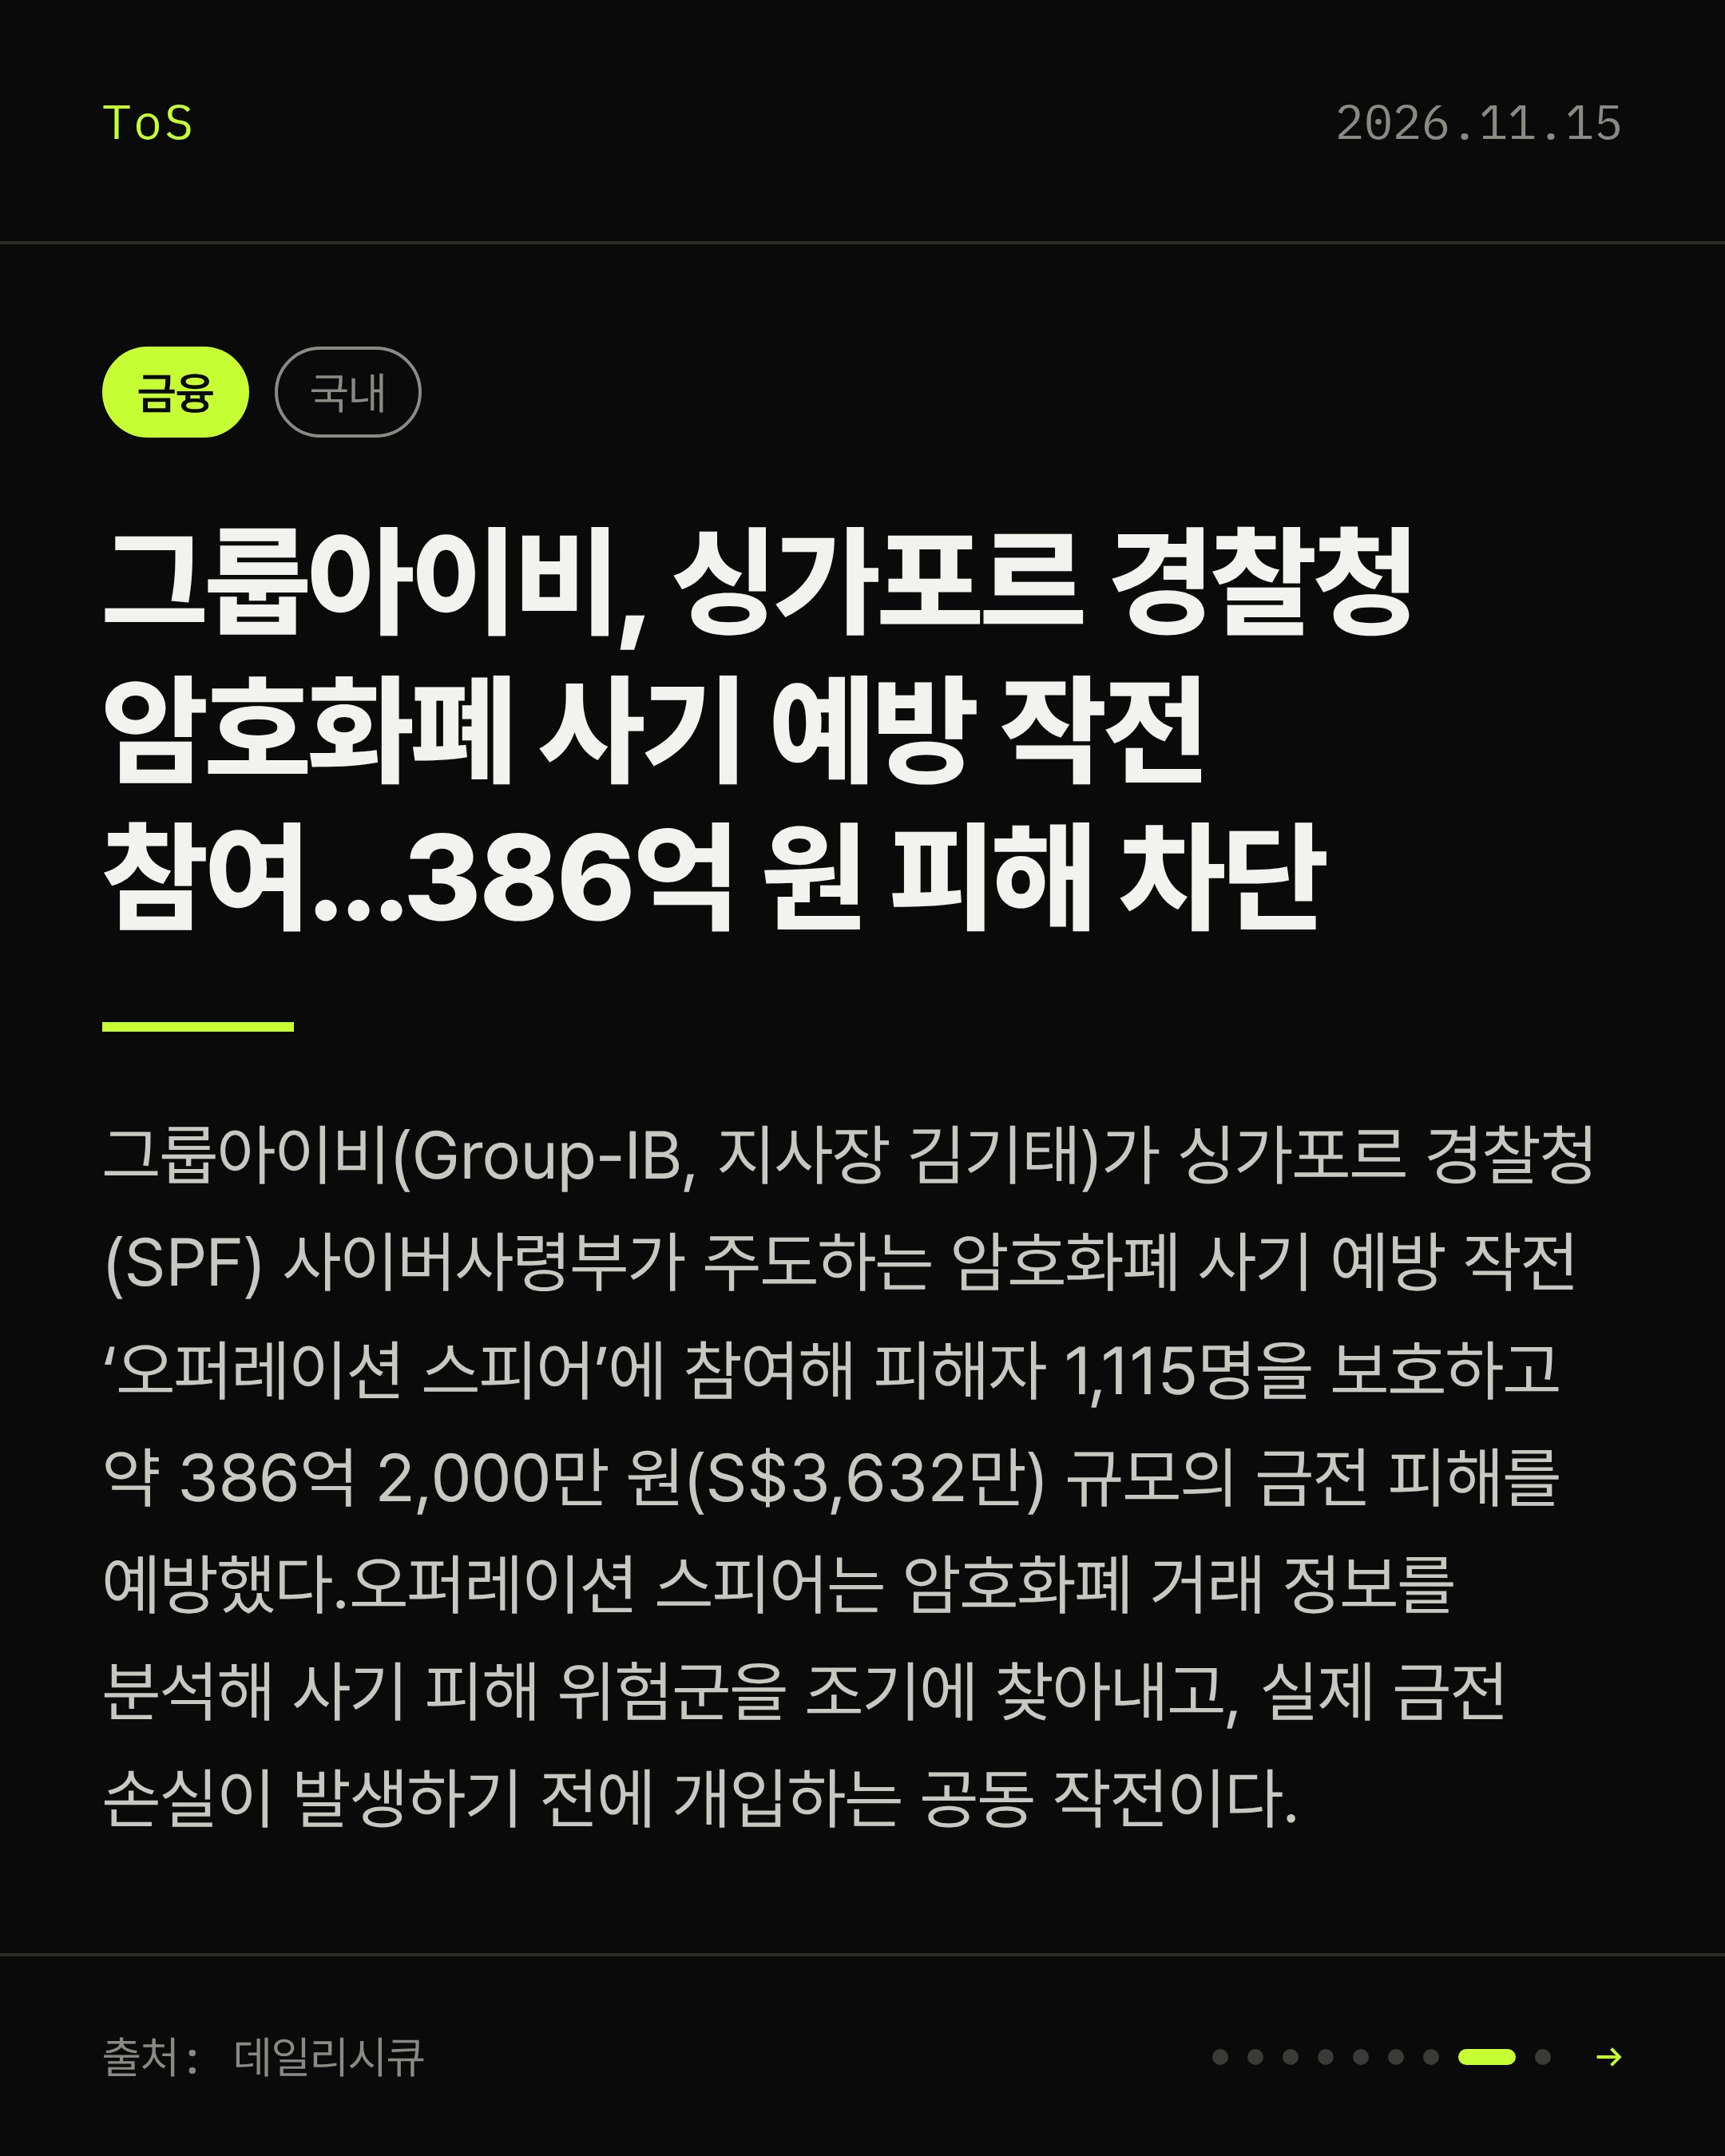 ToS
2026.11.15
금융
국내
그룹아이비, 싱가포르 경찰청
암호화폐 사기 예방 작전
참여...386억 원 피해 차단
그룹아이비(Group-IB, 지사장 김기태)가 싱가포르 경찰청
(SPF) 사이버사령부가 주도하는 암호화폐 사기 예방 작전
‘오퍼레이션 스피어’에 참여해 피해자 1,115명을 보호하고
약 386억 2,000만 원(S$3,632만) 규모의 금전 피해를
예방했다.오퍼레이션 스피어는 암호화폐 거래 정보를
분석해 사기 피해 위험군을 조기에 찾아내고, 실제 금전
손실이 발생하기 전에 개입하는 공동 작전이다.
출처: 데일리시큐
→